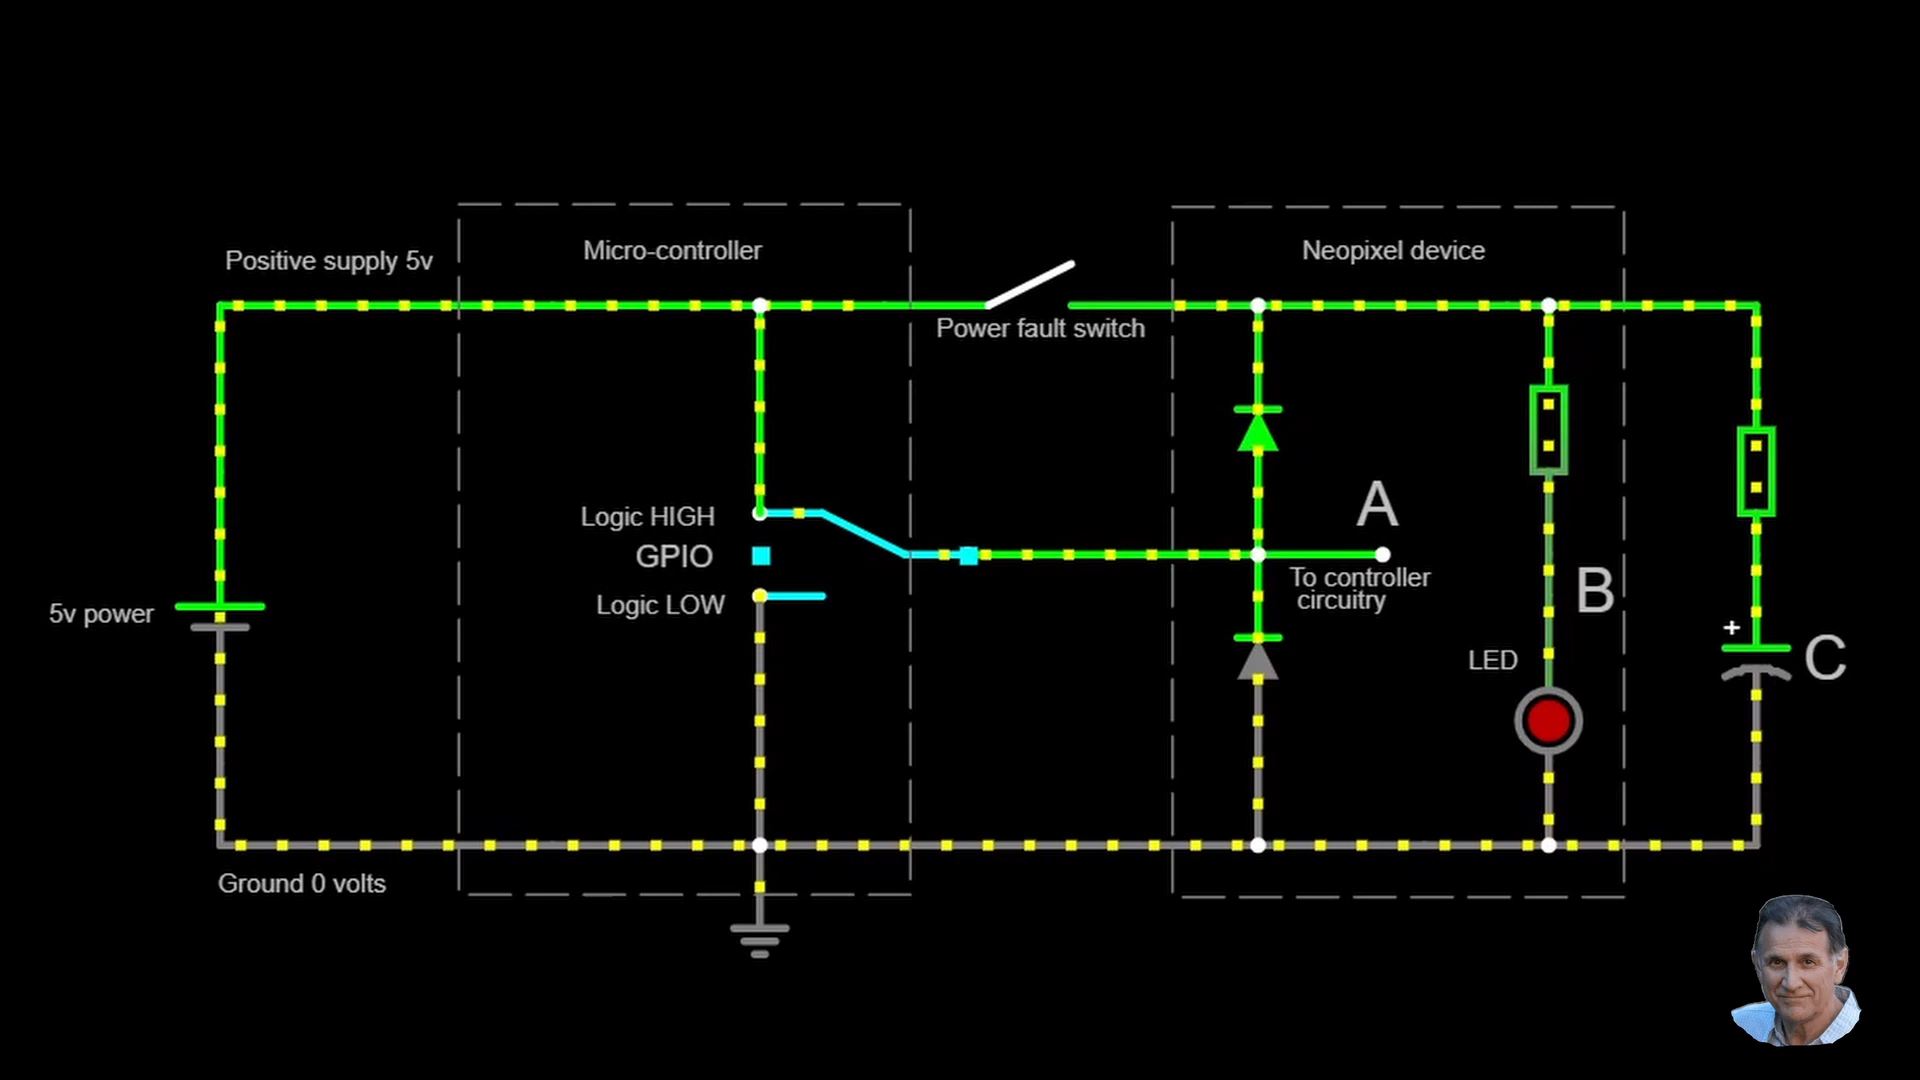 Positive supply 5v
Micro-controller
Neopixel device
Power fault switch
Logic HIGH
GPIO
Logic LOW
A
To controller
circuitry
B
5v power
LED
+
C
Ground 0 volts